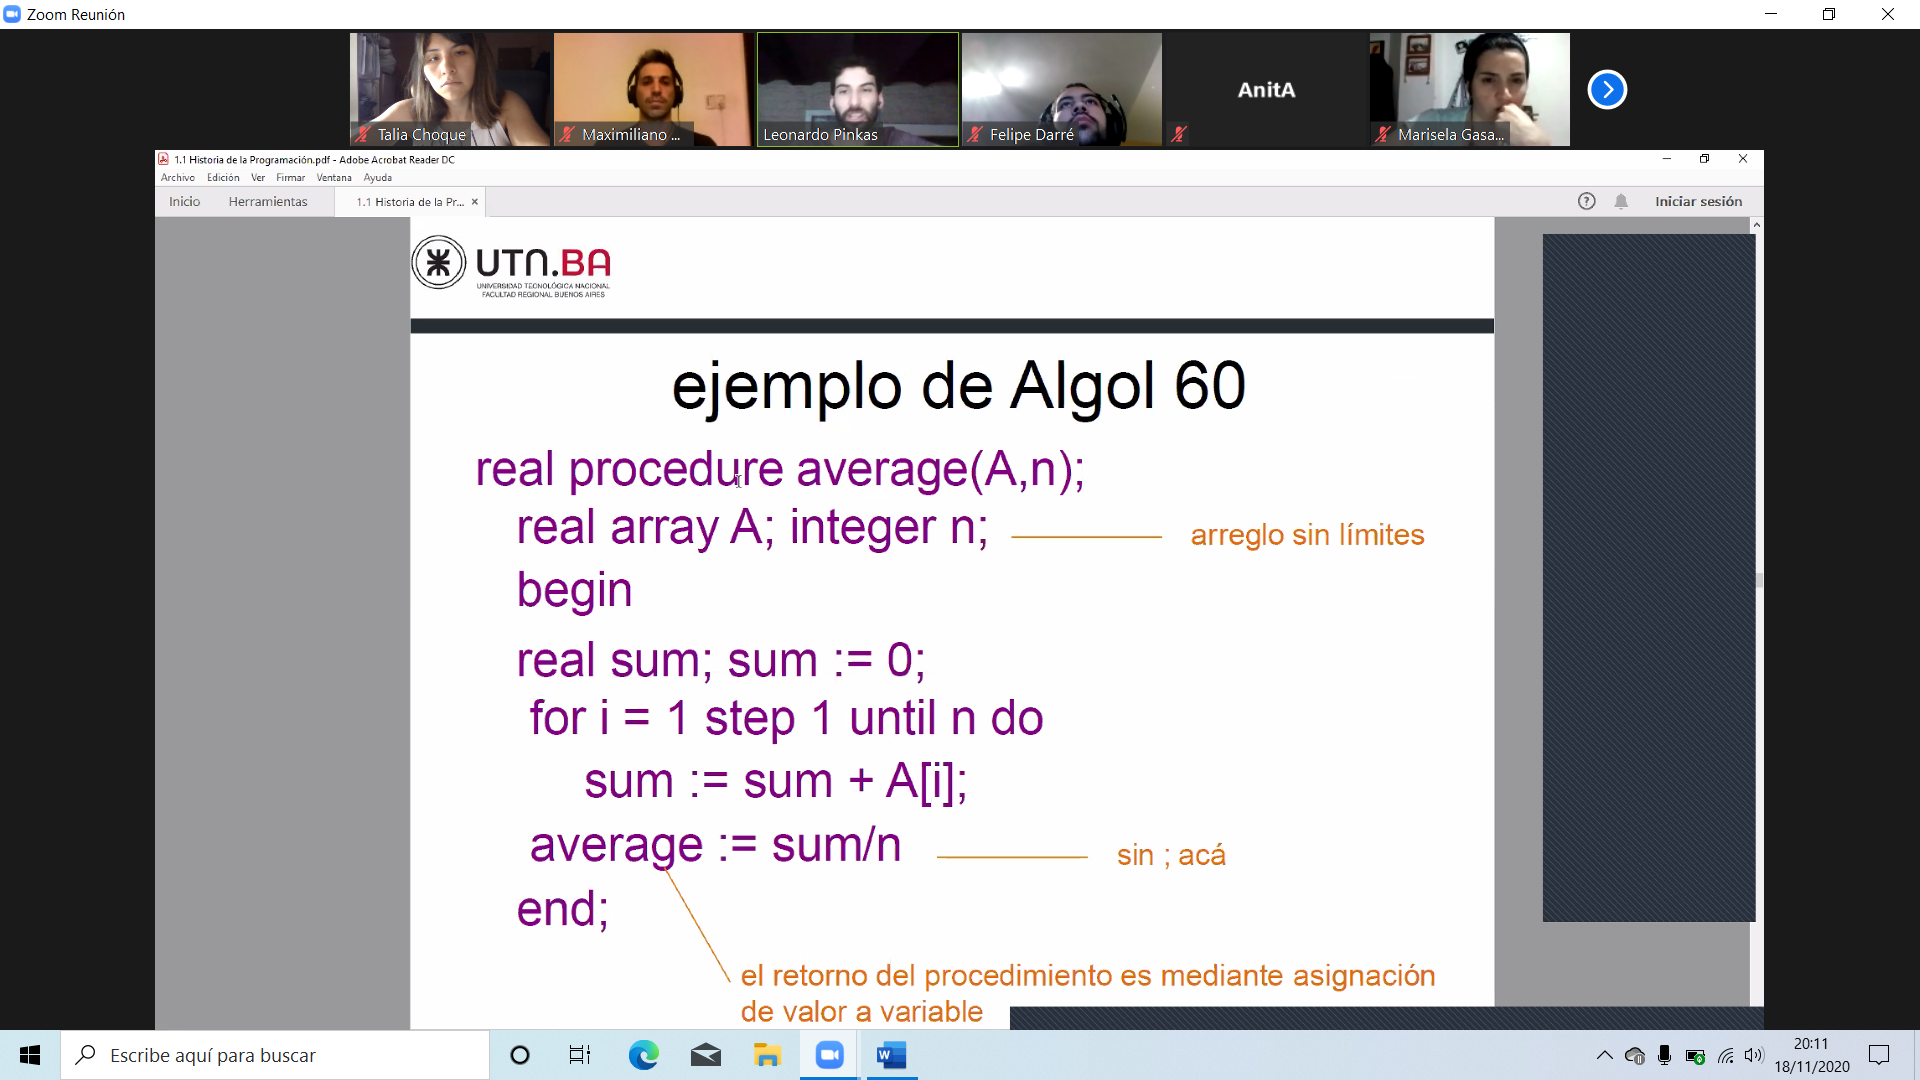 Zoom Reunión
Talia Choque
Maximiliano ...
Leonardo Pinkas
Felipe Darré
AnitA
Marisela Gasa...
1.1 Historia de la Programación.pdf - Adobe Acrobat Reader DC
Archivo Edición Ver Firmar Ventana Ayuda
Inicio Herramientas 1.1 Historia de la Pr... × Iniciar sesión
UTN.BA
UNIVERSIDAD TECNOLÓGICA NACIONAL
FACULTAD REGIONAL BUENOS AIRES
ejemplo de Algol 60
real procedure average(A,n);
real array A; integer n; arreglo sin límites
begin
real sum; sum := 0;
for i = 1 step 1 until n do
sum := sum + A[i];
average := sum/n sin ; acá
end;
el retorno del procedimiento es mediante asignación
de valor a variable
Escribe aquí para buscar
20:11
18/11/2020